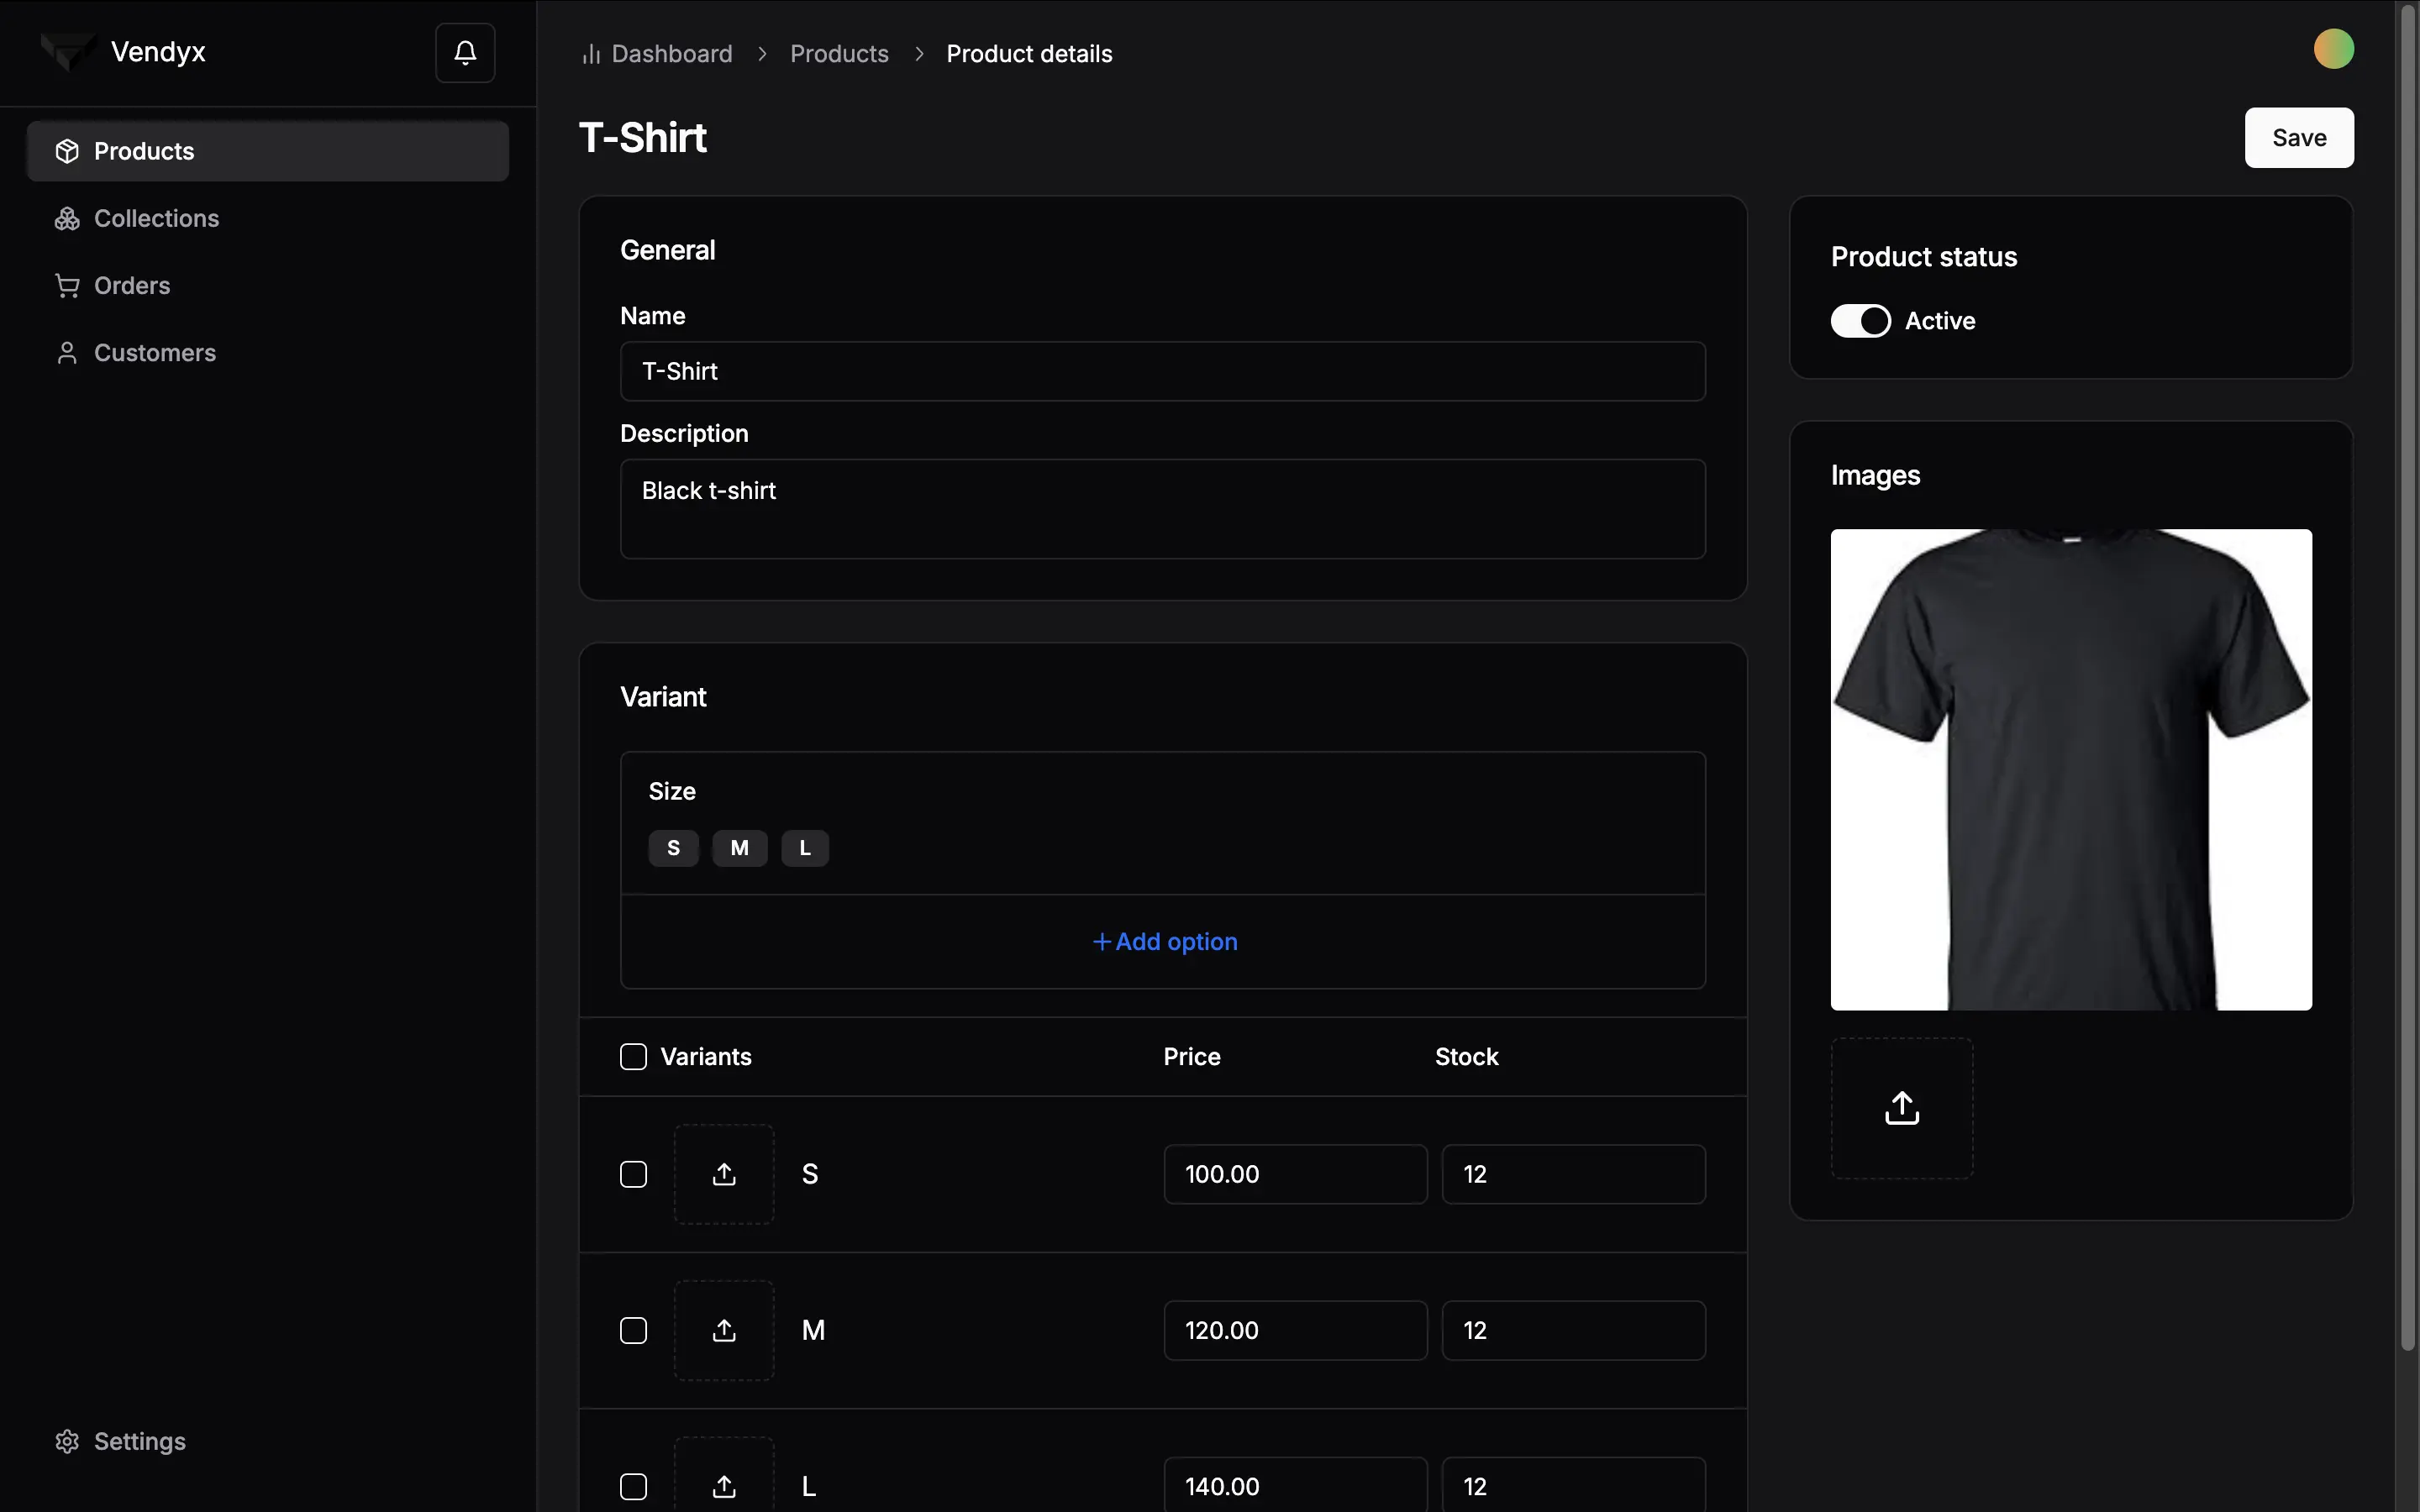 Vendyx
Products
Collections
Orders
Customers
Settings
Dashboard > Products > Product details
T-Shirt
Save
General
Name
T-Shirt
Description
Black t-shirt
Variant
Size
S M L
+ Add option
Variants Price Stock
S 100.00 12
M 120.00 12
L 140.00 12
Product status
Active
Images